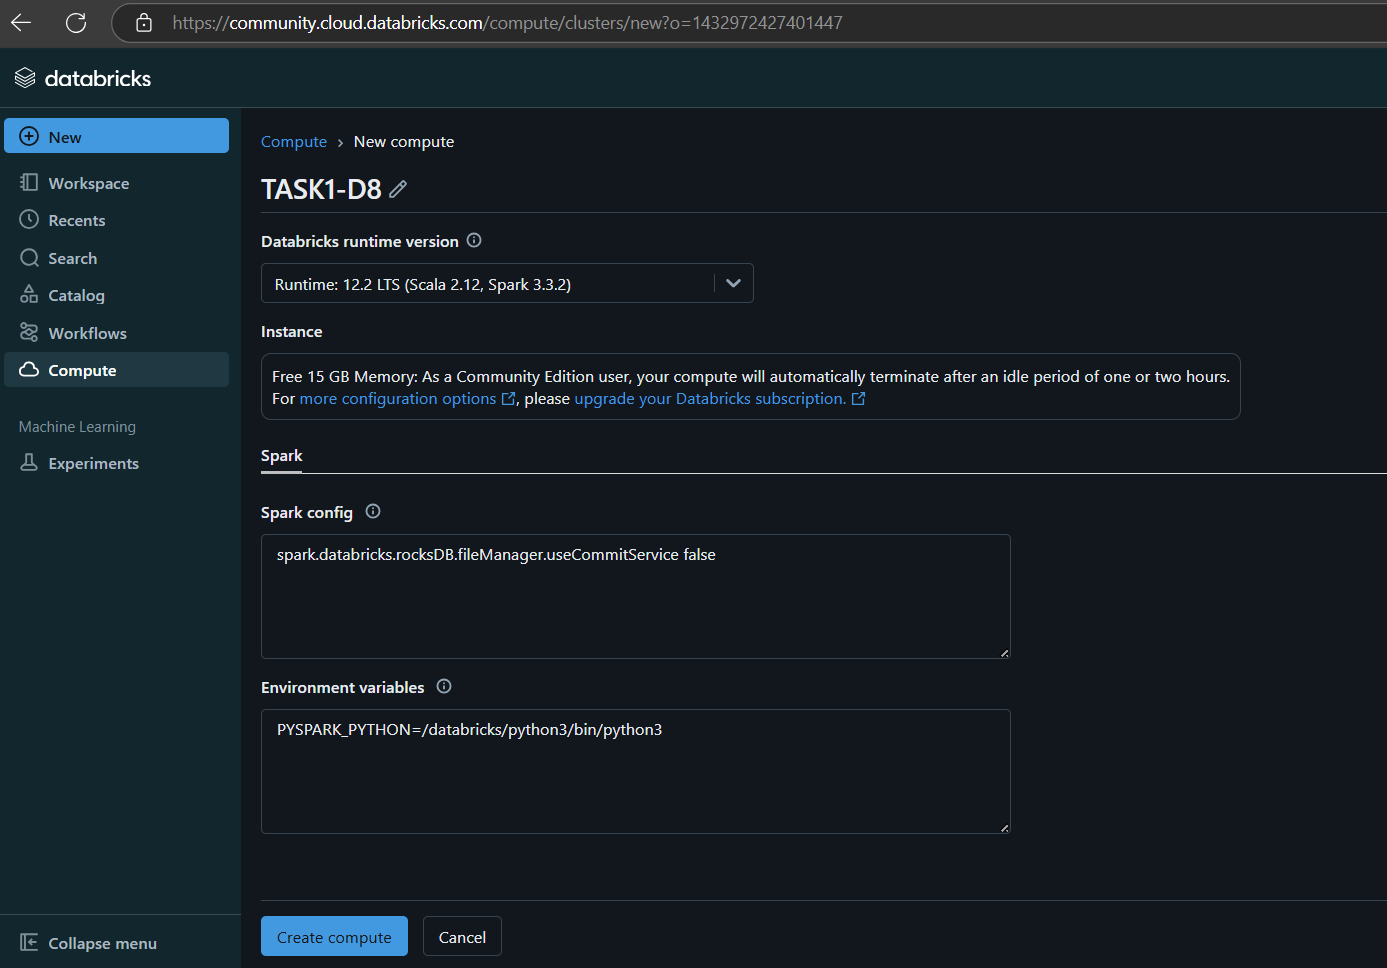 https://community.cloud.databricks.com/compute/clusters/new?o=1432972427401447
databricks
New
Workspace
Recents
Search
Catalog
Workflows
Compute
Machine Learning
Experiments
Collapse menu
Compute › New compute
TASK1-D8
Databricks runtime version
Runtime: 12.2 LTS (Scala 2.12, Spark 3.3.2)
Instance
Free 15 GB Memory: As a Community Edition user, your compute will automatically terminate after an idle period of one or two hours.
For more configuration options, please upgrade your Databricks subscription.
Spark
Spark config
spark.databricks.rocksDB.fileManager.useCommitService false
Environment variables
PYSPARK_PYTHON=/databricks/python3/bin/python3
Create compute
Cancel